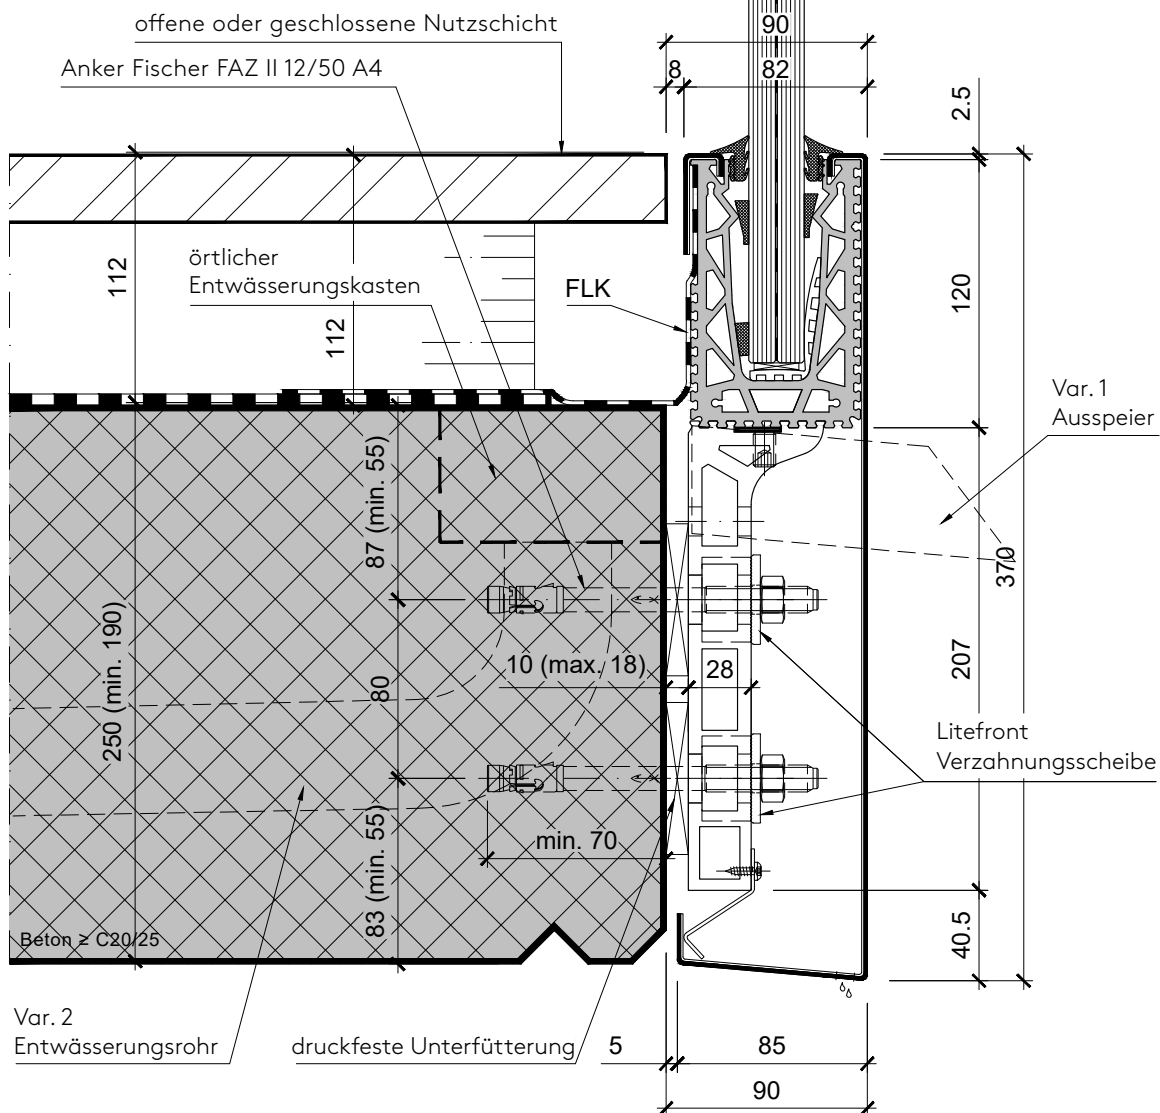 offene oder geschlossene Nutzschicht
90
Anker Fischer FAZ II 12/50 A4
8
82
2.5
112
112
örtlicher
Entwässerungskasten
FLK
120
Var. 1
Ausspeier
87 (min. 55)
370
250 (min. 190)
10 (max. 18)
28
207
80
Litefront
Verzahnungsscheibe
min. 70
83 (min. 55)
Beton ≥ C20/25
40.5
Var. 2
Entwässerungsrohr
druckfeste Unterfütterung
5
85
90